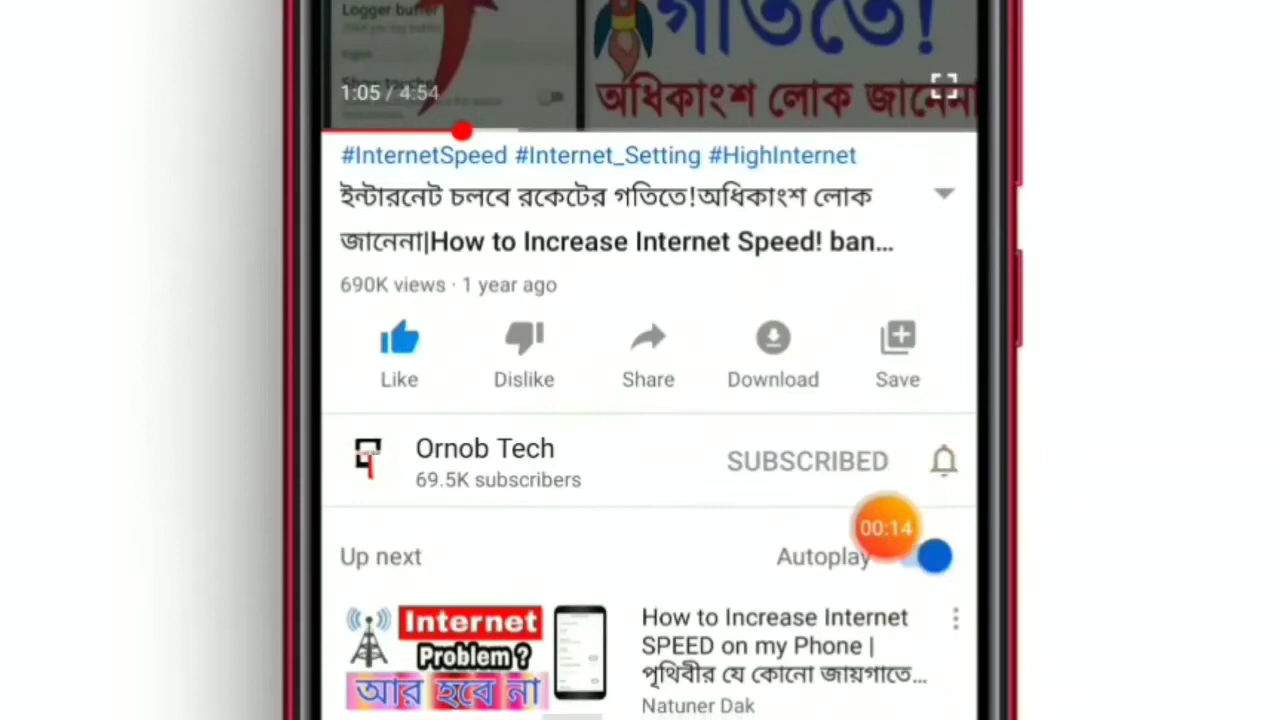 Logger buffer
গতিতে!
1:05 / 4:54
অধিকাংশ লোক জানেনা
#InternetSpeed #Internet_Setting #HighInternet
ইন্টারনেট চলবে রকেটের গতিতে!অধিকাংশ লোক
জানেনা|How to Increase Internet Speed! ban...
690K views · 1 year ago
Like
Dislike
Share
Download
Save
Ornob Tech
SUBSCRIBED
69.5K subscribers
00:14
Up next
Autoplay
Internet
Problem ?
আর হবে না
How to Increase Internet
SPEED on my Phone |
পৃথিবীর যে কোনো জায়গাতে...
Natuner Dak